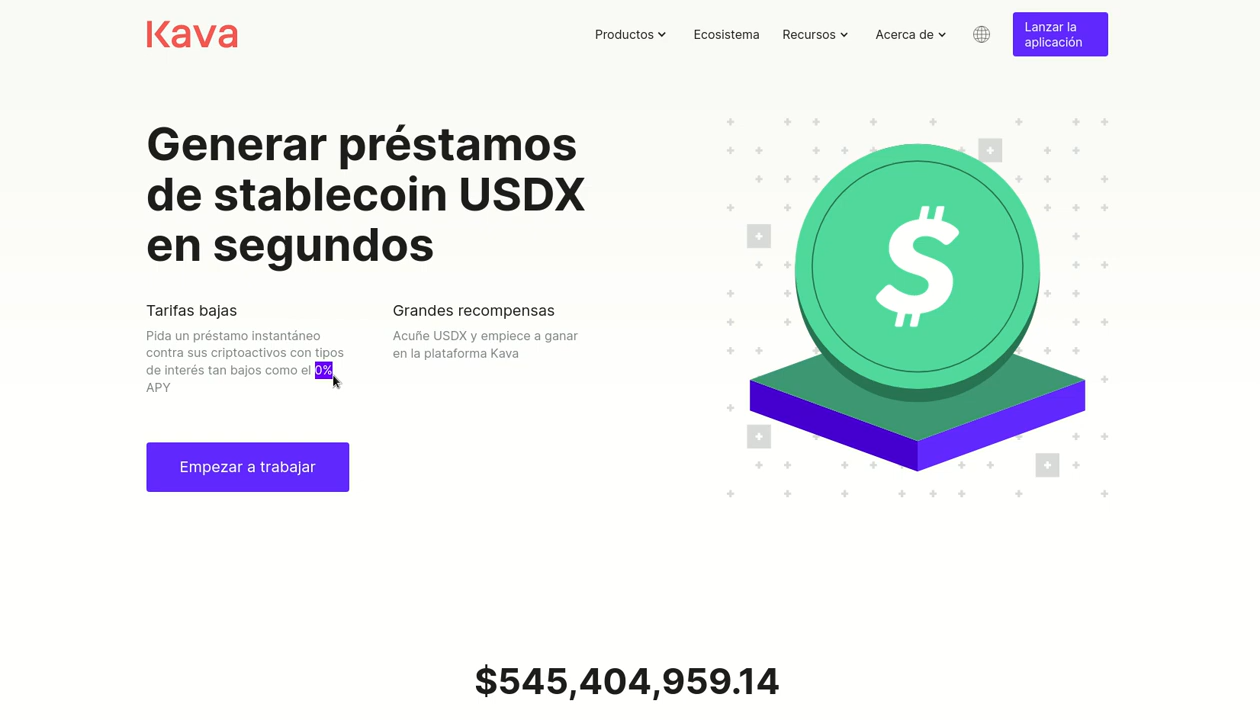 Kava
Productos
Ecosistema
Recursos
Acerca de
Lanzar la
aplicación
Generar préstamos
de stablecoin USDX
en segundos
Tarifas bajas
Pida un préstamo instantáneo
contra sus criptoactivos con tipos
de interés tan bajos como el 0%
APY
Grandes recompensas
Acuñe USDX y empiece a ganar
en la plataforma Kava
Empezar a trabajar
$
$545,404,959.14